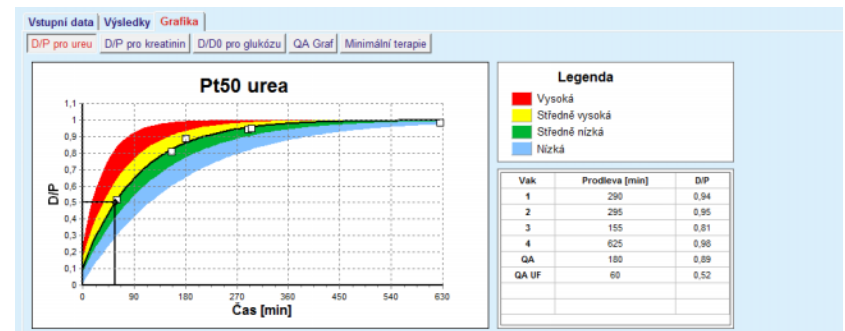 Vstupní data Výsledky Grafika
D/P pro ureu D/P pro kreatinin D/D0 pro glukózu QA Graf Minimální terapie
Pt50 urea
1,1
1
0,9
0,8
0,7
0,6
0,5
0,4
0,3
0,2
0,1
0
D/P
0 90 180 270 360 450 540 630
Čas [min]
Legenda
Vysoká
Středně vysoká
Středně nízká
Nízká
Vak Prodleva [min] D/P
1 290 0,94
2 295 0,95
3 155 0,81
4 625 0,98
QA 180 0,89
QA UF 60 0,52